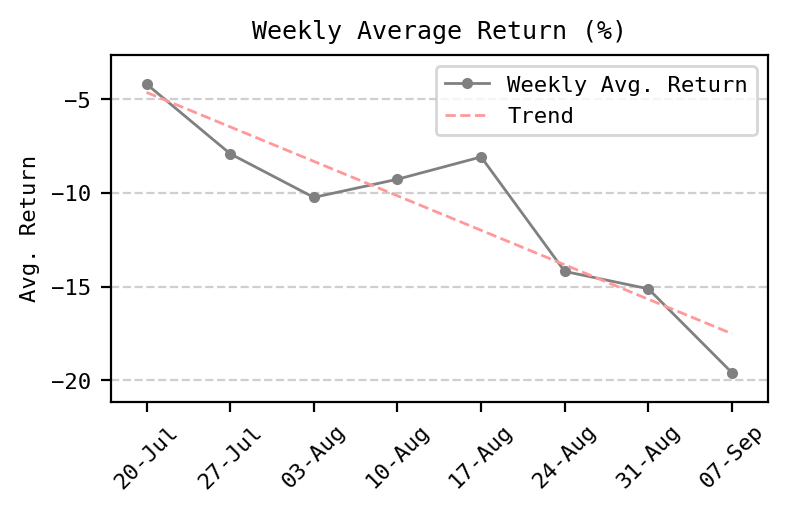 Weekly Average Return (%)
Weekly Avg. Return
Trend
Avg. Return
−5
−10
−15
−20
20-Jul
27-Jul
03-Aug
10-Aug
17-Aug
24-Aug
31-Aug
07-Sep